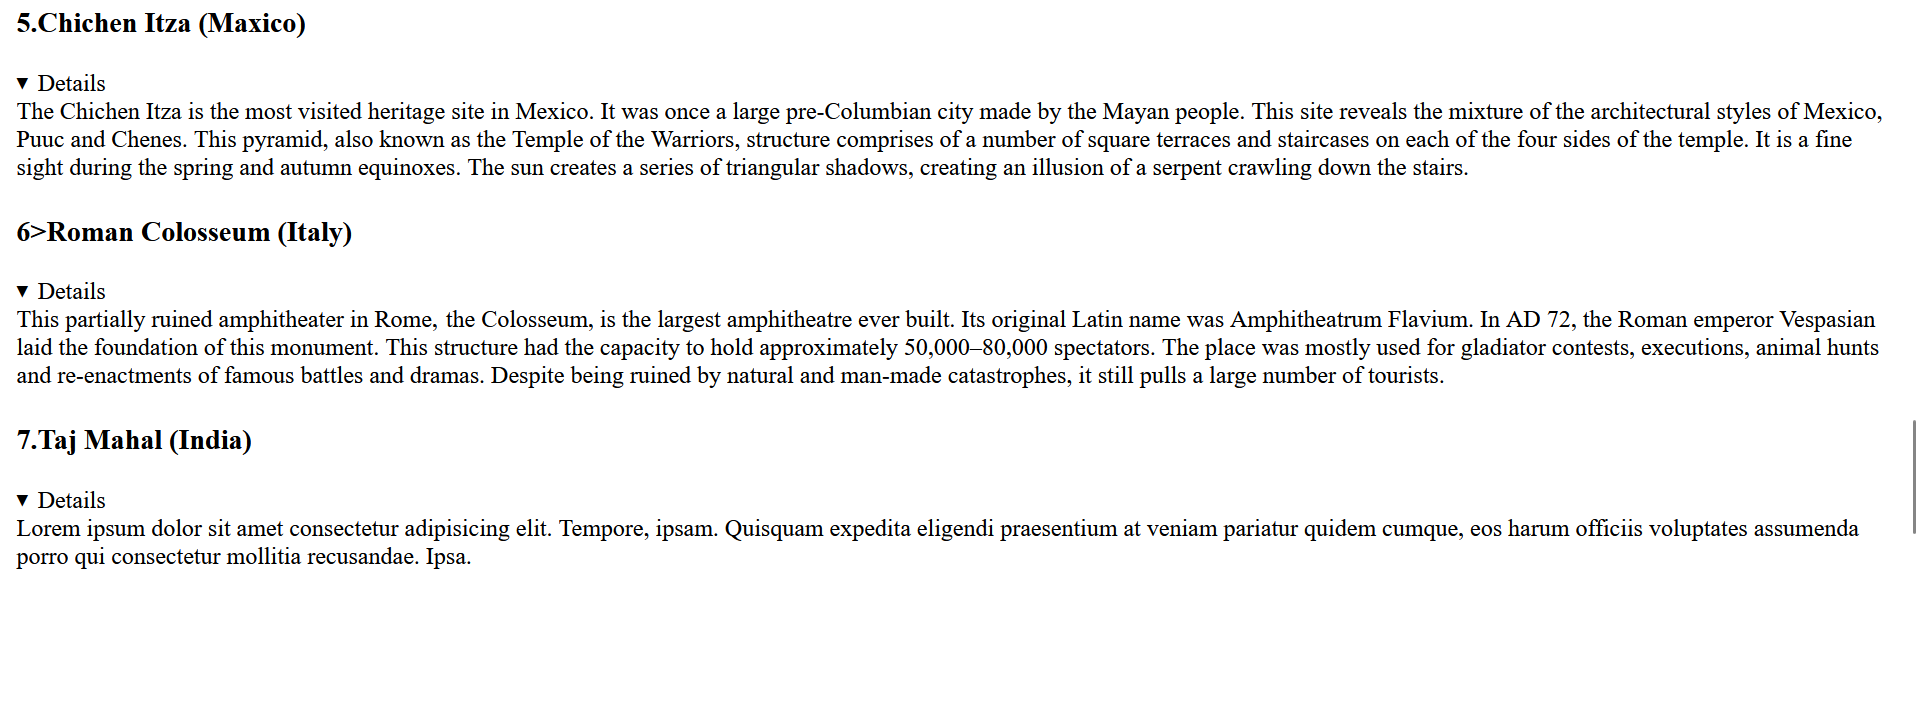 5.Chichen Itza (Maxico)
▼ Details
The Chichen Itza is the most visited heritage site in Mexico. It was once a large pre-Columbian city made by the Mayan people. This site reveals the mixture of the architectural styles of Mexico,
Puuc and Chenes. This pyramid, also known as the Temple of the Warriors, structure comprises of a number of square terraces and staircases on each of the four sides of the temple. It is a fine
sight during the spring and autumn equinoxes. The sun creates a series of triangular shadows, creating an illusion of a serpent crawling down the stairs.
6>Roman Colosseum (Italy)
▼ Details
This partially ruined amphitheater in Rome, the Colosseum, is the largest amphitheatre ever built. Its original Latin name was Amphitheatrum Flavium. In AD 72, the Roman emperor Vespasian
laid the foundation of this monument. This structure had the capacity to hold approximately 50,000–80,000 spectators. The place was mostly used for gladiator contests, executions, animal hunts
and re-enactments of famous battles and dramas. Despite being ruined by natural and man-made catastrophes, it still pulls a large number of tourists.
7.Taj Mahal (India)
▼ Details
Lorem ipsum dolor sit amet consectetur adipisicing elit. Tempore, ipsam. Quisquam expedita eligendi praesentium at veniam pariatur quidem cumque, eos harum officiis voluptates assumenda
porro qui consectetur mollitia recusandae. Ipsa.